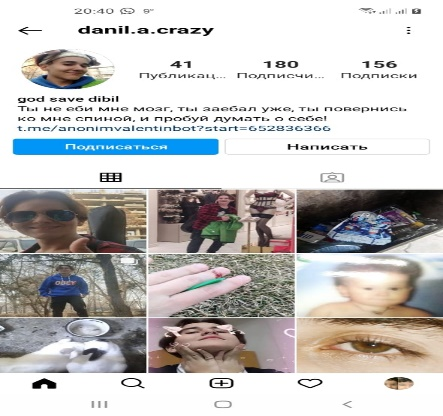 20:40
9°
danil.a.crazy
41 180 156
Публикац... Подписчи... Подписки
god save dibil
Ты не еби мне мозг, ты заебал уже, ты повернись
ко мне спиной, и пробуй думать о себе!
t.me/anonimvalentinbot?start=652836366
Подписаться Написать
OBEY